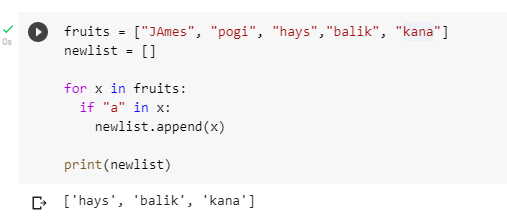 fruits = ["JAmes", "pogi", "hays","balik", "kana"]
0s
newlist = []
for x in fruits:
  if "a" in x:
    newlist.append(x)
print(newlist)
['hays', 'balik', 'kana']